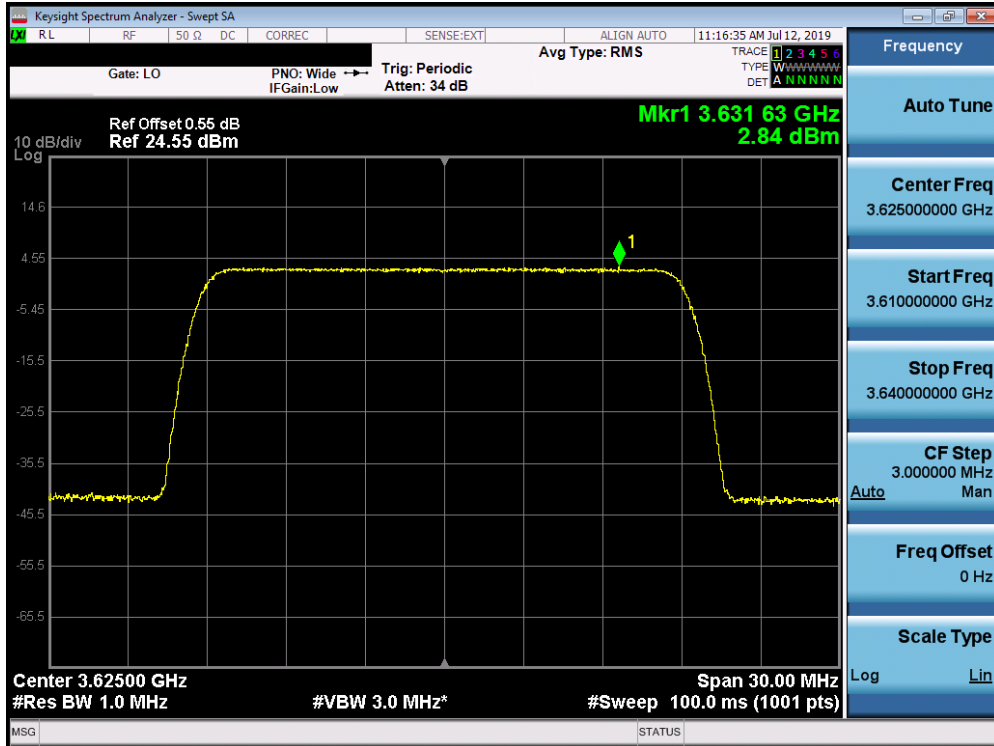 Keysight Spectrum Analyzer - Swept SA
LXI RL RF 50 Ω DC CORREC SENSE:EXT ALIGN AUTO 11:16:35 AM Jul 12, 2019
Gate: LO
PNO: Wide
IFGain:Low
Trig: Periodic
Atten: 34 dB
Avg Type: RMS
TRACE 1 2 3 4 5 6
TYPE WWWWWW
DET A N N N N N
Mkr1 3.631 63 GHz
2.84 dBm
Ref Offset 0.55 dB
10 dB/div Ref 24.55 dBm
Log
14.6
4.55
-5.45
-15.5
-25.5
-35.5
-45.5
-55.5
-65.5
1
Center 3.62500 GHz Span 30.00 MHz
#Res BW 1.0 MHz #VBW 3.0 MHz* #Sweep 100.0 ms (1001 pts)
MSG STATUS
Frequency
Auto Tune
Center Freq
3.625000000 GHz
Start Freq
3.610000000 GHz
Stop Freq
3.640000000 GHz
CF Step
3.000000 MHz
Auto Man
Freq Offset
0 Hz
Scale Type
Log Lin